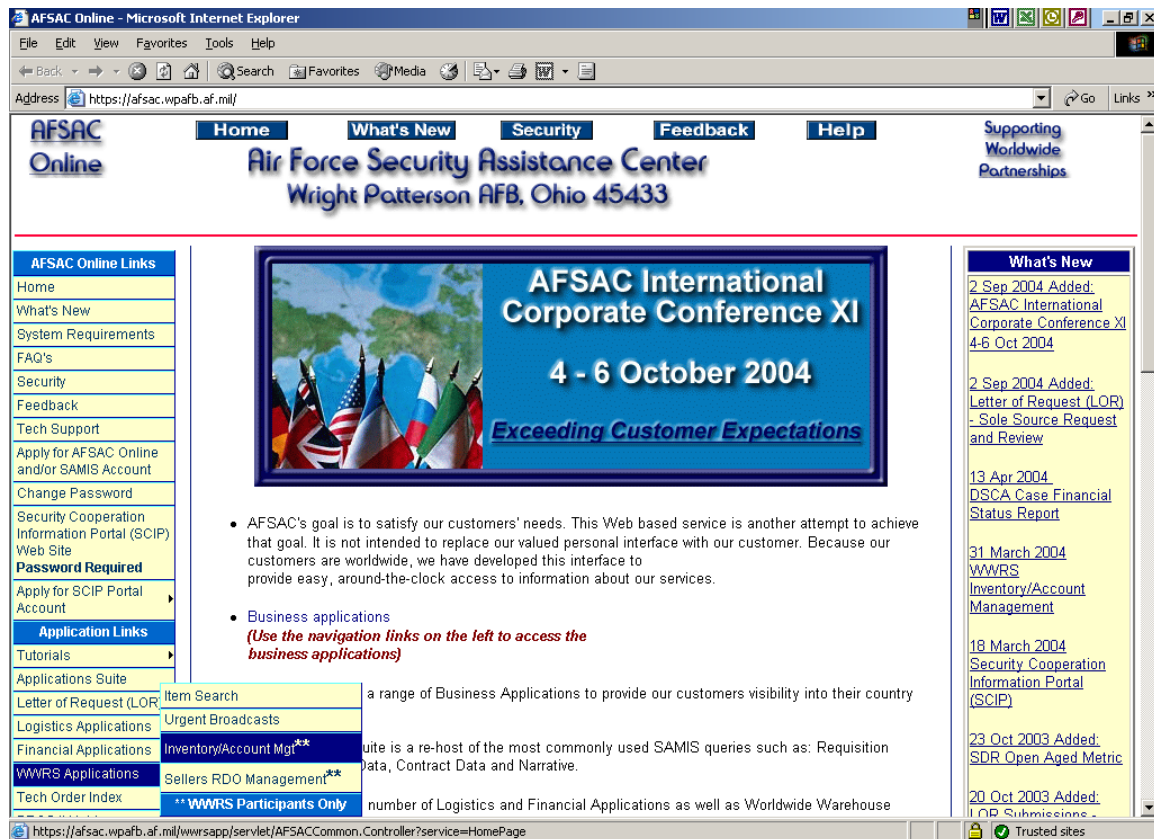 AFSAC Online - Microsoft Internet Explorer
File Edit View Favorites Tools Help
Back Search Favorites Media
Address https://afsac.wpafb.af.mil/ Go Links »
AFSAC
Online
Home What's New Security Feedback Help
Air Force Security Assistance Center
Wright Patterson AFB, Ohio 45433
Supporting
Worldwide
Partnerships
AFSAC Online Links
Home
What's New
System Requirements
FAQ's
Security
Feedback
Tech Support
Apply for AFSAC Online
and/or SAMIS Account
Change Password
Security Cooperation
Information Portal (SCIP)
Web Site
Password Required
Apply for SCIP Portal
Account
Application Links
Tutorials
Applications Suite
Letter of Request (LOR)
Logistics Applications
Financial Applications
WWRS Applications
Tech Order Index
Item Search
Urgent Broadcasts
Inventory/Account Mgt**
Sellers RDO Management**
** WWRS Participants Only
AFSAC International
Corporate Conference XI
4 - 6 October 2004
Exceeding Customer Expectations
• AFSAC's goal is to satisfy our customers' needs. This Web based service is another attempt to achieve
that goal. It is not intended to replace our valued personal interface with our customer. Because our
customers are worldwide, we have developed this interface to
provide easy, around-the-clock access to information about our services.
• Business applications
(Use the navigation links on the left to access the
business applications)
a range of Business Applications to provide our customers visibility into their country
uite is a re-host of the most commonly used SAMIS queries such as: Requisition
Data, Contract Data and Narrative.
number of Logistics and Financial Applications as well as Worldwide Warehouse
What's New
2 Sep 2004 Added:
AFSAC International
Corporate Conference XI
4-6 Oct 2004
2 Sep 2004 Added:
Letter of Request (LOR)
- Sole Source Request
and Review
13 Apr 2004
DSCA Case Financial
Status Report
31 March 2004
WWRS
Inventory/Account
Management
18 March 2004
Security Cooperation
Information Portal
(SCIP)
23 Oct 2003 Added:
SDR Open Aged Metric
20 Oct 2003 Added:
LOR Submissions -
https://afsac.wpafb.af.mil/wwrsapp/servlet/AFSACCommon.Controller?service=HomePage
Trusted sites